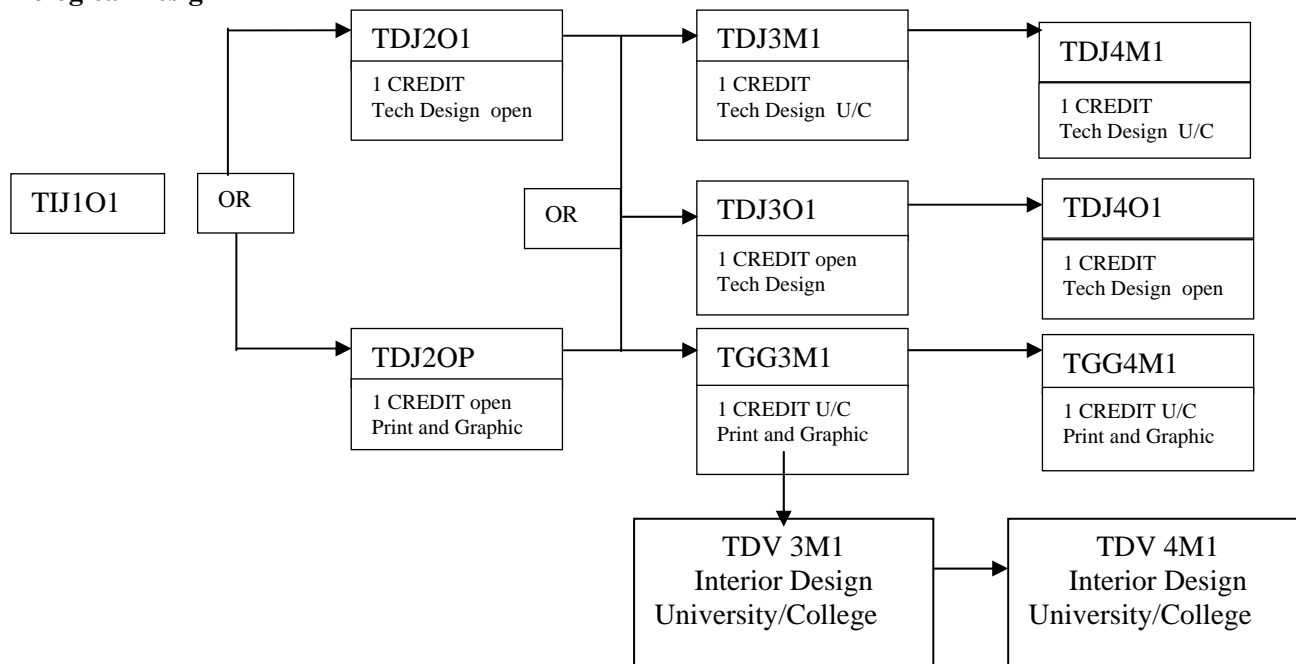 TDJ2O1
1 CREDIT
Tech Design open
TDJ3M1
1 CREDIT
Tech Design U/C
TDJ4M1
1 CREDIT
Tech Design U/C
TIJ1O1
OR
OR
TDJ3O1
1 CREDIT open
Tech Design
TDJ4O1
1 CREDIT
Tech Design open
TDJ2OP
1 CREDIT open
Print and Graphic
TGG3M1
1 CREDIT U/C
Print and Graphic
TGG4M1
1 CREDIT U/C
Print and Graphic
TDV 3M1
Interior Design
University/College
TDV 4M1
Interior Design
University/College